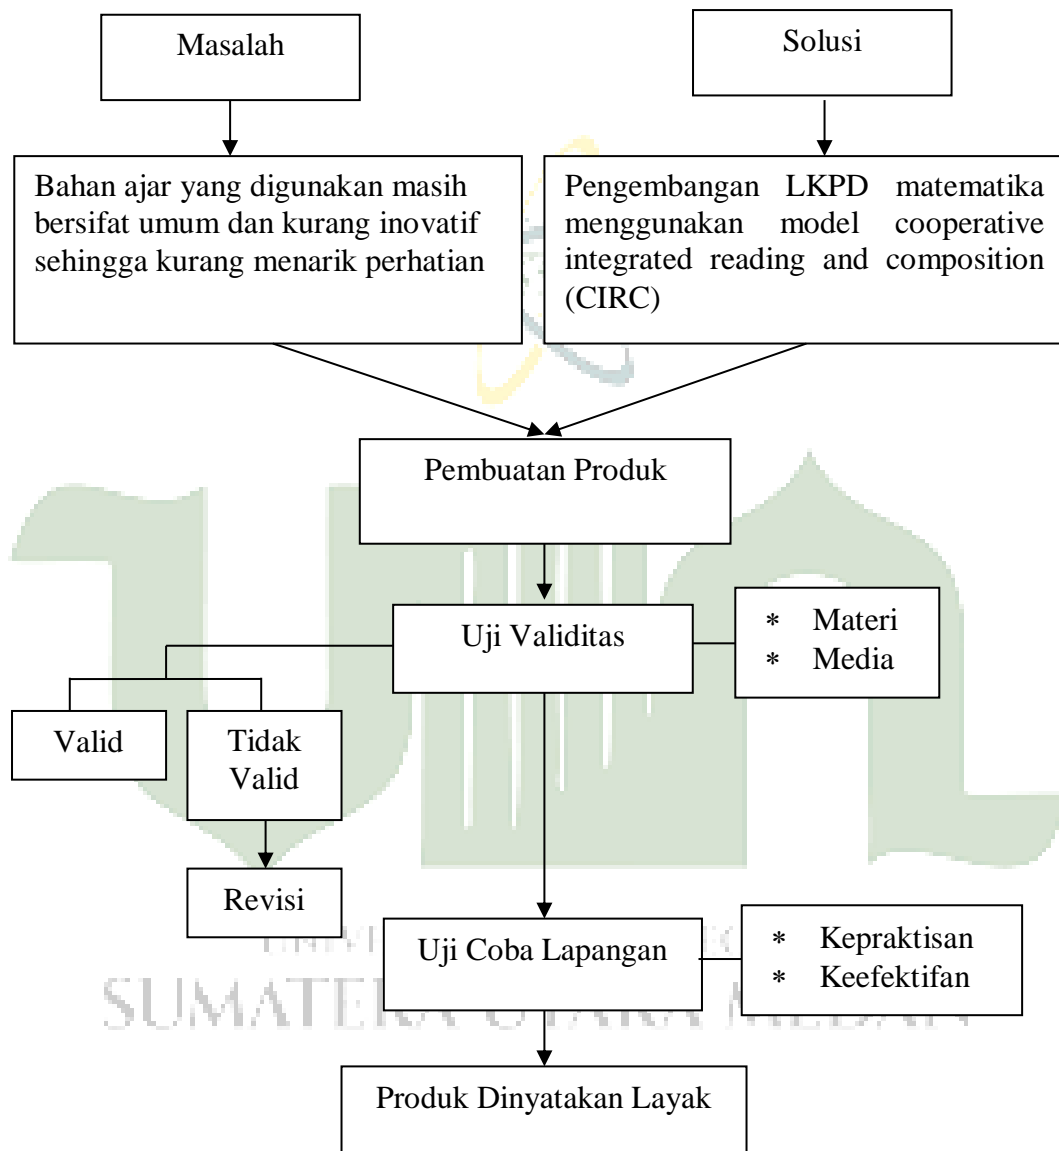 Masalah
Solusi
Bahan ajar yang digunakan masih
bersifat umum dan kurang inovatif
sehingga kurang menarik perhatian
Pengembangan LKPD matematika
menggunakan model cooperative
integrated reading and composition
(CIRC)
Pembuatan Produk
Uji Validitas
* Materi
* Media
Valid
Tidak
Valid
Revisi
Uji Coba Lapangan
* Kepraktisan
* Keefektifan
SUMATERA UTARA MEDAN
Produk Dinyatakan Layak